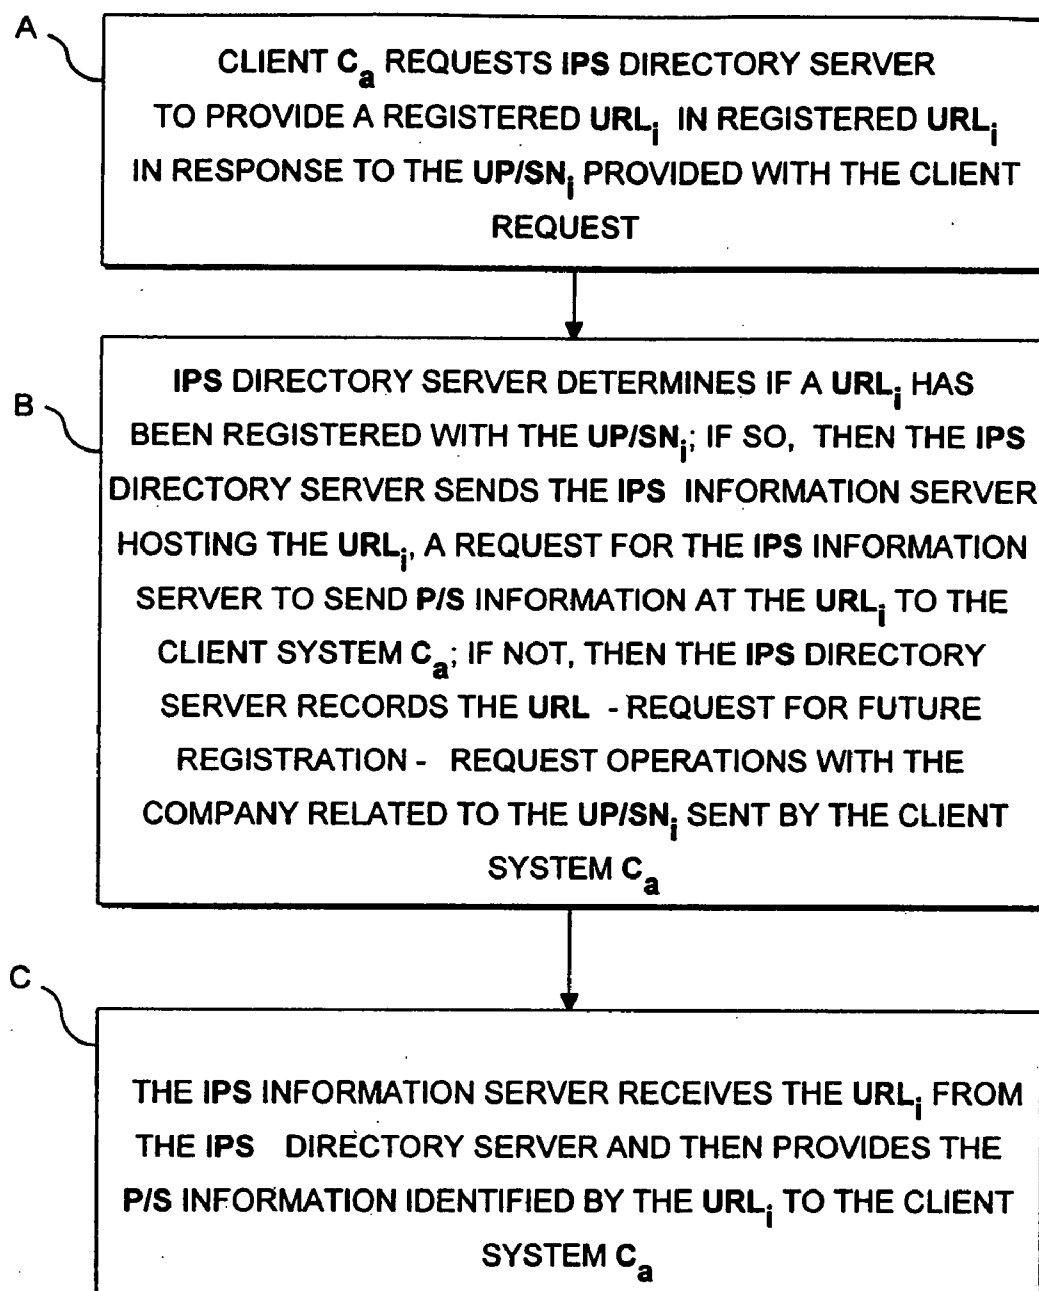 A
CLIENT Ca REQUESTS IPS DIRECTORY SERVER
TO PROVIDE A REGISTERED URLi IN REGISTERED URLi
IN RESPONSE TO THE UP/SNi PROVIDED WITH THE CLIENT
REQUEST
B
IPS DIRECTORY SERVER DETERMINES IF A URLi HAS
BEEN REGISTERED WITH THE UP/SNi; IF SO, THEN THE IPS
DIRECTORY SERVER SENDS THE IPS INFORMATION SERVER
HOSTING THE URLi, A REQUEST FOR THE IPS INFORMATION
SERVER TO SEND P/S INFORMATION AT THE URLi TO THE
CLIENT SYSTEM Ca; IF NOT, THEN THE IPS DIRECTORY
SERVER RECORDS THE URL - REQUEST FOR FUTURE
REGISTRATION - REQUEST OPERATIONS WITH THE
COMPANY RELATED TO THE UP/SNi SENT BY THE CLIENT
SYSTEM Ca
C
THE IPS INFORMATION SERVER RECEIVES THE URLi FROM
THE IPS DIRECTORY SERVER AND THEN PROVIDES THE
P/S INFORMATION IDENTIFIED BY THE URLi TO THE CLIENT
SYSTEM Ca